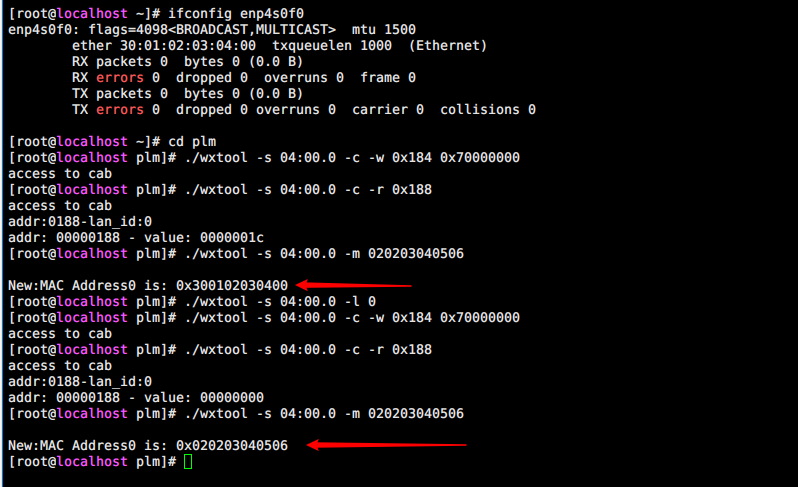 [root@localhost ~]# ifconfig enp4s0f0
enp4s0f0: flags=4098<BROADCAST,MULTICAST>  mtu 1500
        ether 30:01:02:03:04:00  txqueuelen 1000  (Ethernet)
        RX packets 0  bytes 0 (0.0 B)
        RX errors 0  dropped 0  overruns 0  frame 0
        TX packets 0  bytes 0 (0.0 B)
        TX errors 0  dropped 0 overruns 0  carrier 0  collisions 0
[root@localhost ~]# cd plm
[root@localhost plm]# ./wxtool -s 04:00.0 -c -w 0x184 0x70000000
access to cab
[root@localhost plm]# ./wxtool -s 04:00.0 -c -r 0x188
access to cab
addr:0188-lan_id:0
addr: 00000188 - value: 0000001c
[root@localhost plm]# ./wxtool -s 04:00.0 -m 020203040506
New:MAC Address0 is: 0x300102030400
[root@localhost plm]# ./wxtool -s 04:00.0 -l 0
[root@localhost plm]# ./wxtool -s 04:00.0 -c -w 0x184 0x70000000
access to cab
[root@localhost plm]# ./wxtool -s 04:00.0 -c -r 0x188
access to cab
addr:0188-lan_id:0
addr: 00000188 - value: 00000000
[root@localhost plm]# ./wxtool -s 04:00.0 -m 020203040506
New:MAC Address0 is: 0x020203040506
[root@localhost plm]#